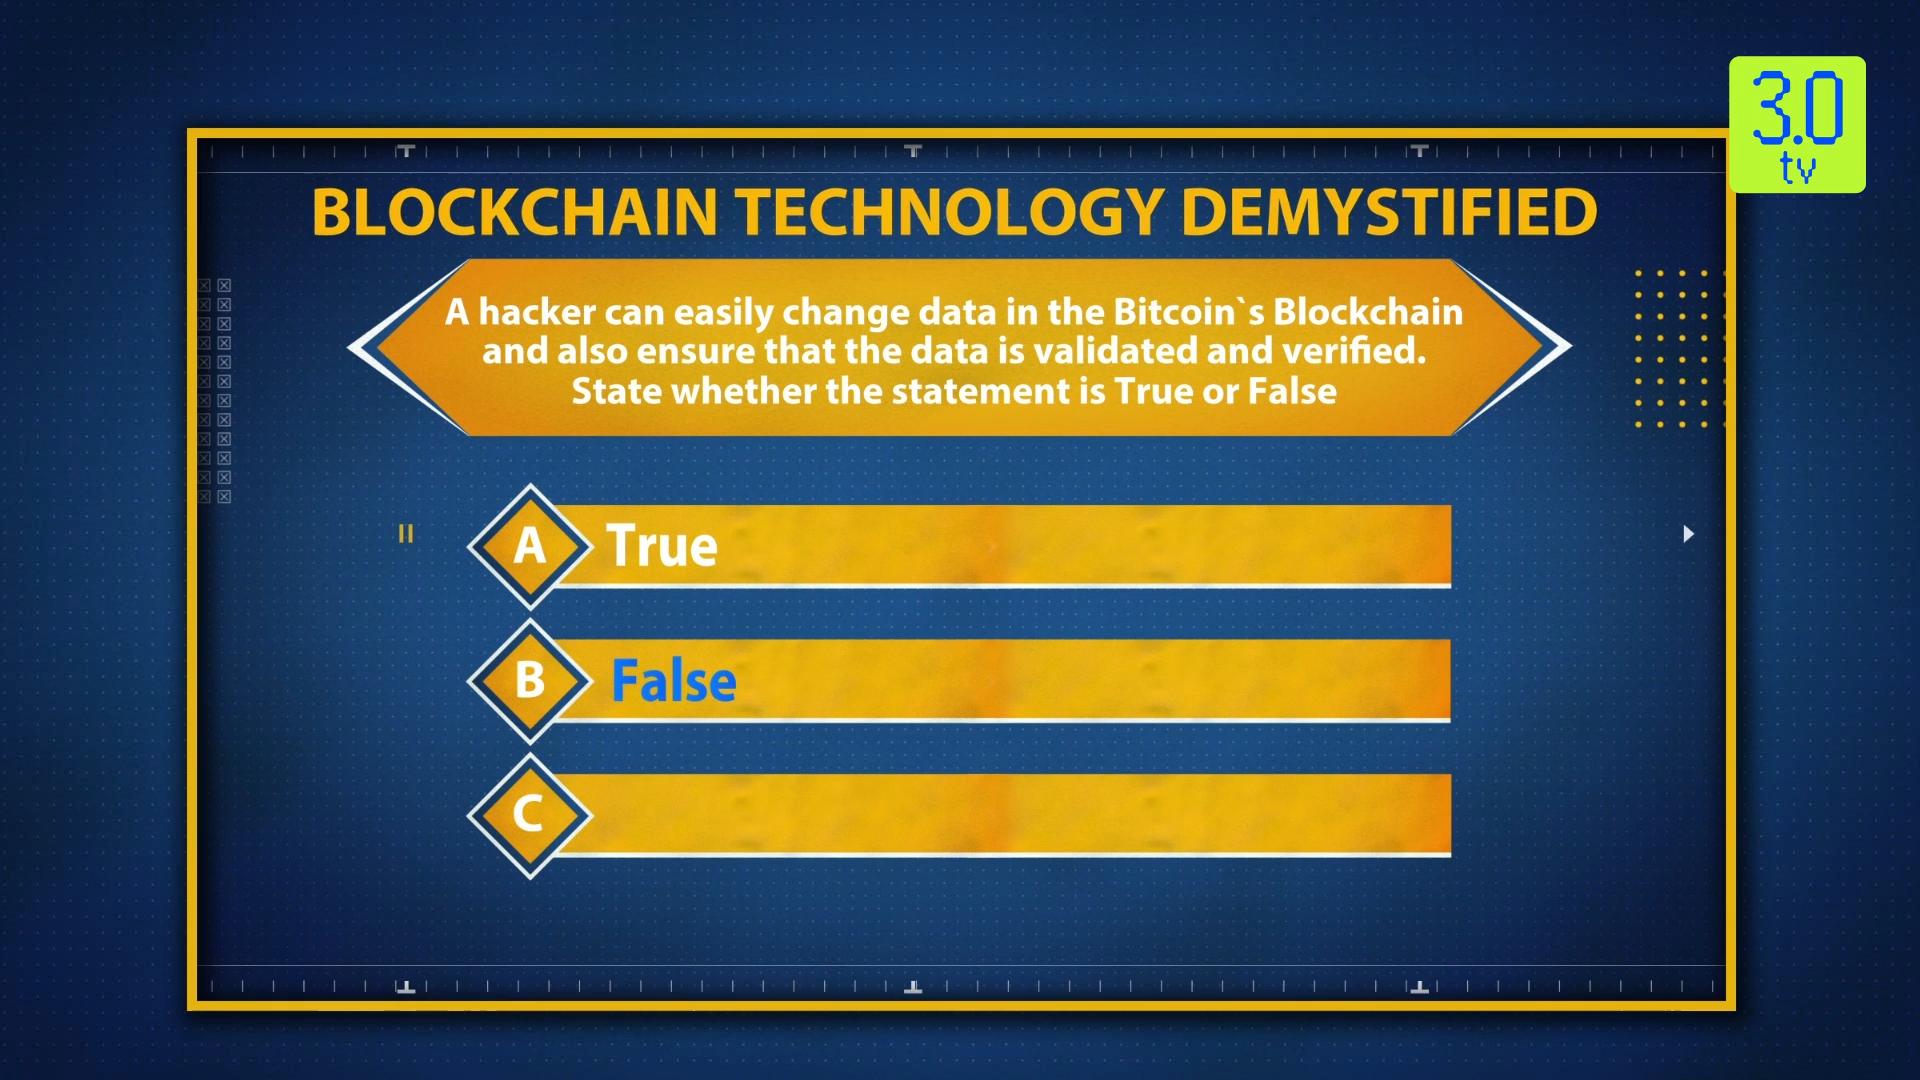 3.0
tv
BLOCKCHAIN TECHNOLOGY DEMYSTIFIED
A hacker can easily change data in the Bitcoin`s Blockchain
and also ensure that the data is validated and verified.
State whether the statement is True or False
A True
B False
C